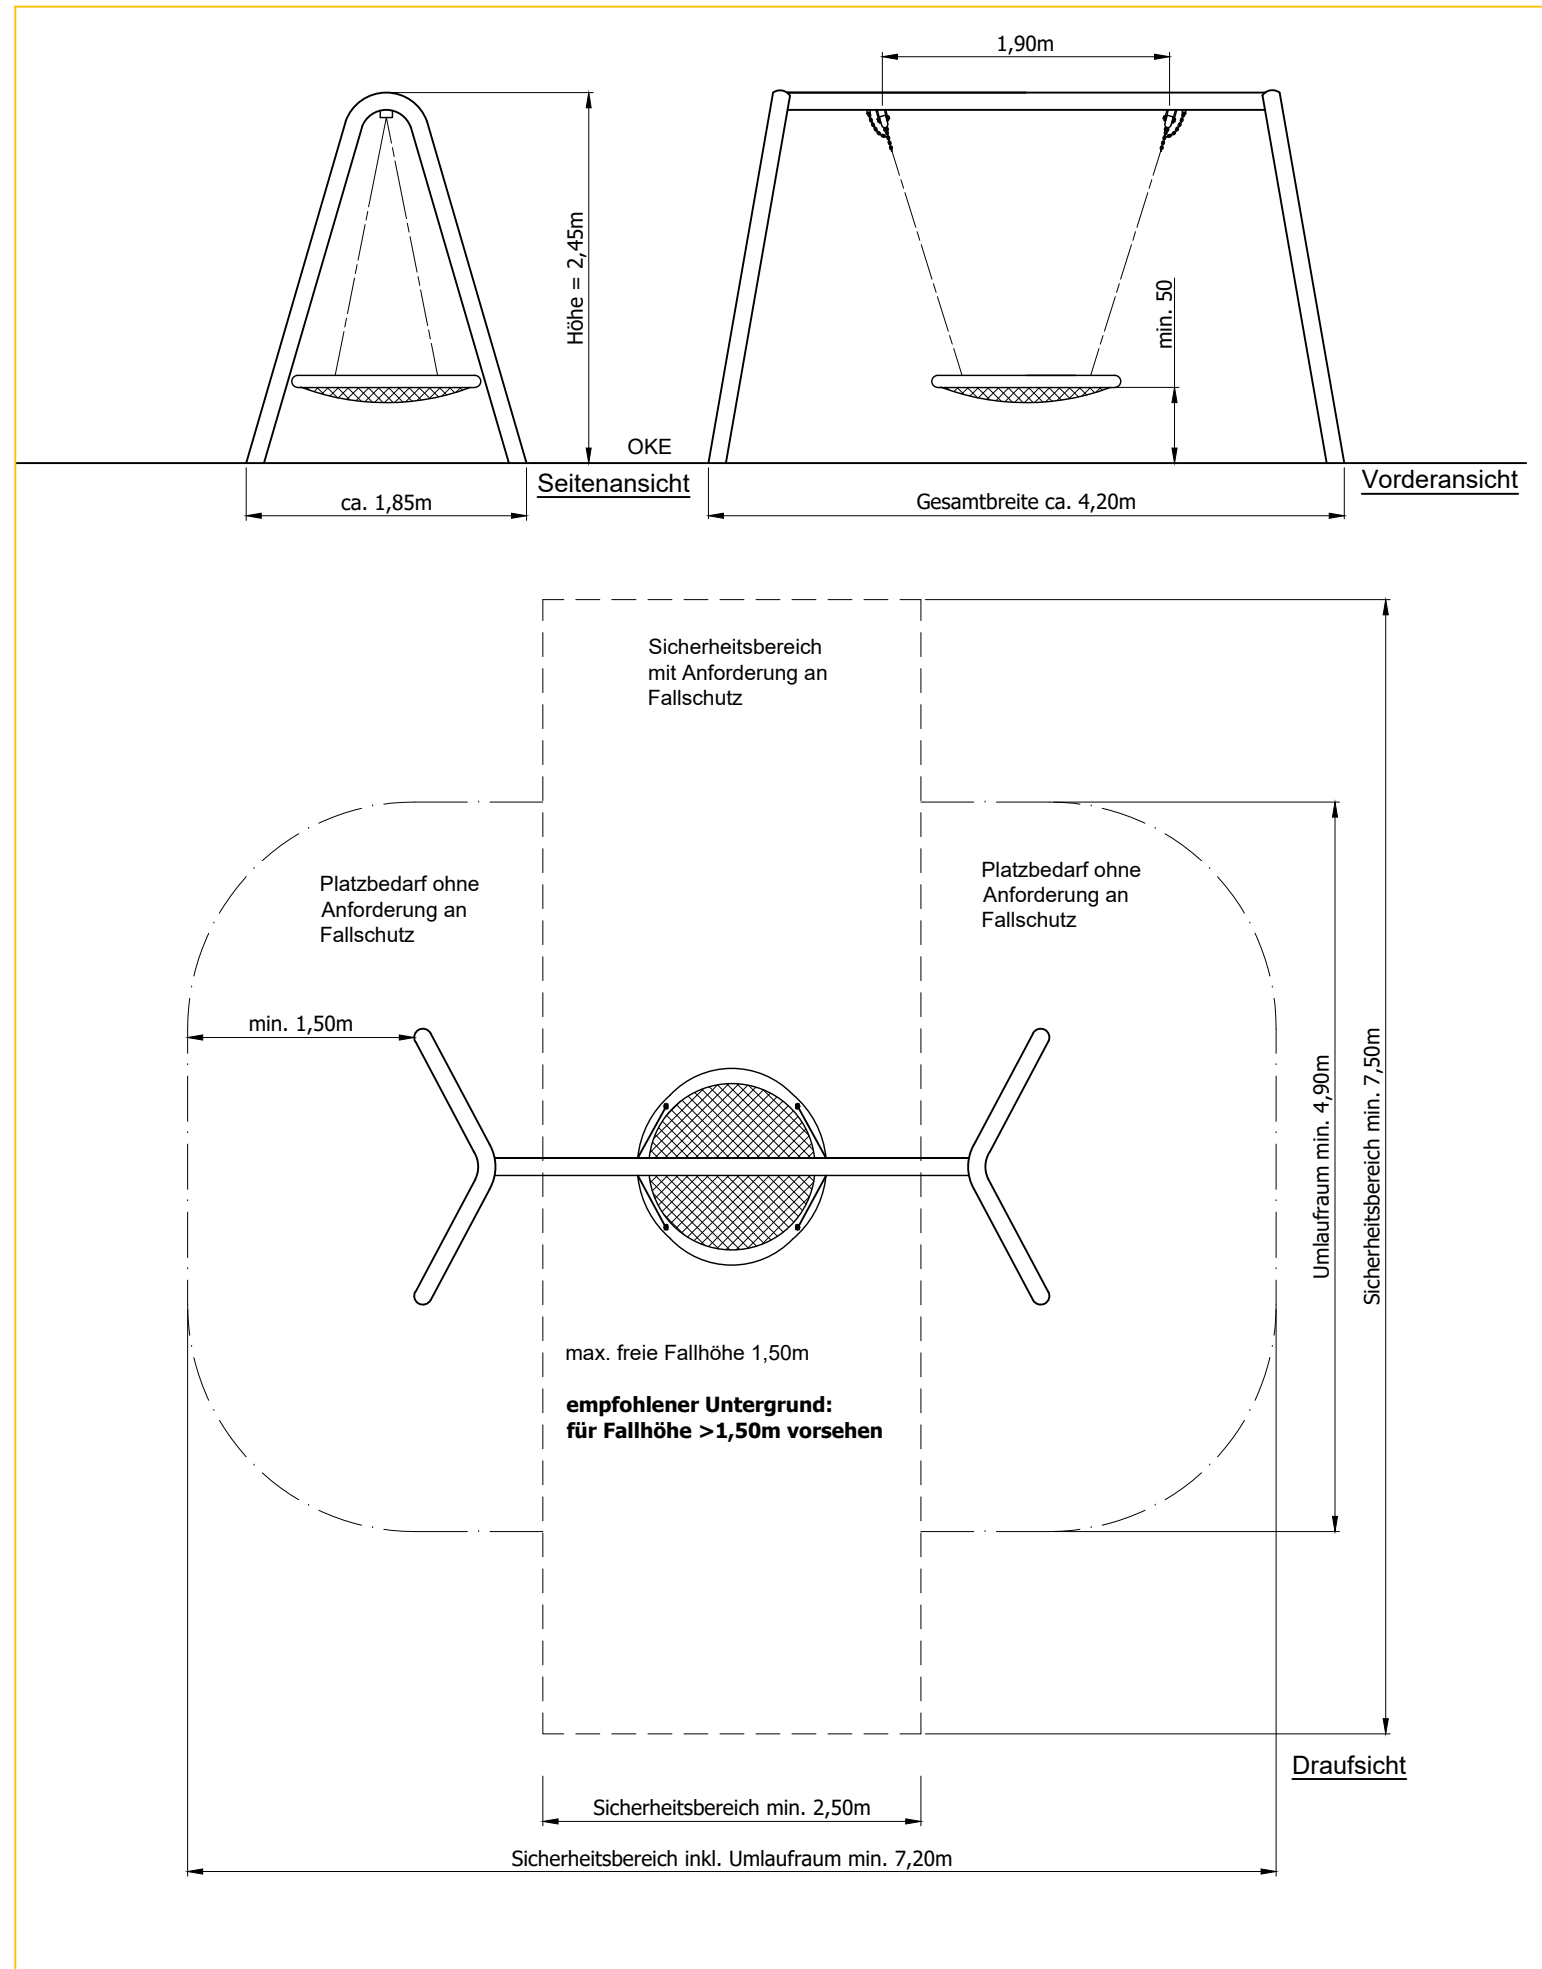 1,90m
Höhe = 2,45m
min. 50
OKE
Seitenansicht
Vorderansicht
ca. 1,85m
Gesamtbreite ca. 4,20m
Sicherheitsbereich
mit Anforderung an
Fallschutz
Platzbedarf ohne
Anforderung an
Fallschutz
Platzbedarf ohne
Anforderung an
Fallschutz
min. 1,50m
Umlaufraum min. 4,90m
Sicherheitsbereich min. 7,50m
max. freie Fallhöhe 1,50m
empfohlener Untergrund:
für Fallhöhe >1,50m vorsehen
Draufsicht
Sicherheitsbereich min. 2,50m
Sicherheitsbereich inkl. Umlaufraum min. 7,20m